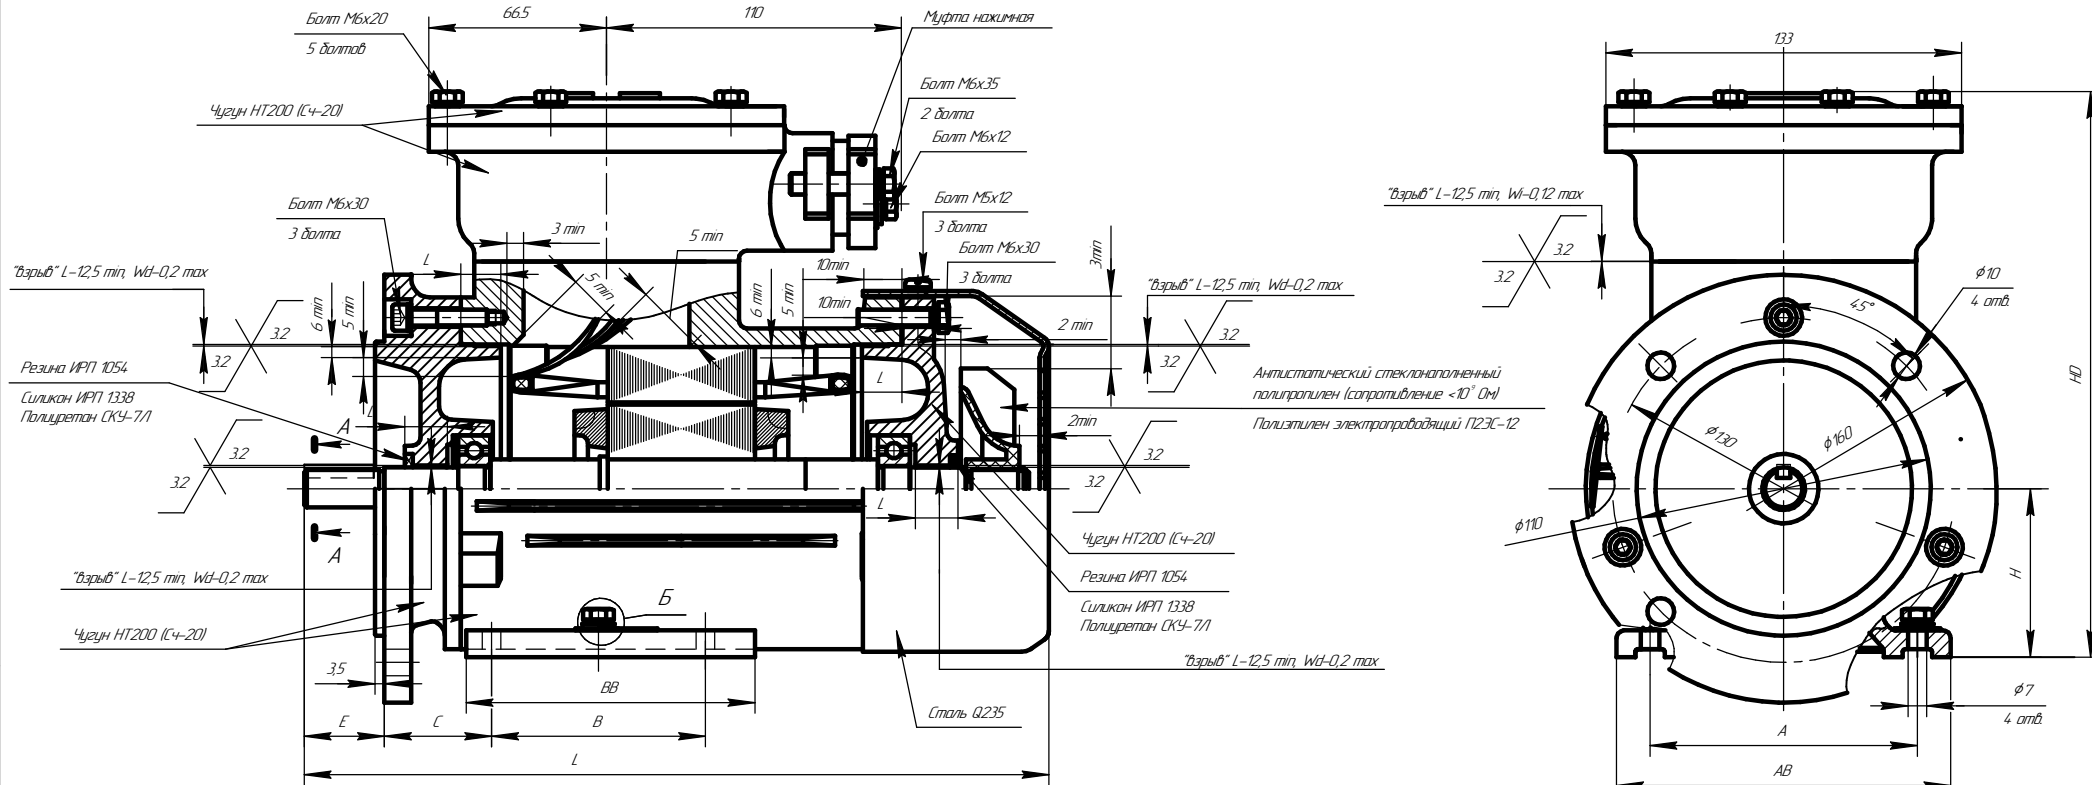 Болт М6х20
5 болтов
66.5
110
Муфта нажимная
Чугун НТ200 (Сч-20)
Болт М6х35
2 болта
Болт М6х12
Болт М6х30
3 болта
3 min
5 min
Болт М5х12
3 болта
Болт М6х30
3 болта
10min
10min
3min
L
"взрыв" L-12,5 min, Wd-0,2 max
5 min
6 min
5 min
6 min
5 min
3.2
3.2
2 min
"взрыв" L-12,5 min, Wd-0,2 max
3.2
3.2
Резина ИРП 1054
Силикон ИРП 1338
Полиуретан СКУ-7Л
L
L
А
3.2
3.2
Антистатический стеклонаполненный
полипропилен (сопротивление <10⁹ Ом)
Полиэтилен электропроводящий П2ЭС-12
2min
3.2
3.2
L
А
"взрыв" L-12,5 min, Wd-0,2 max
Чугун НТ200 (Сч-20)
Б
Чугун НТ200 (Сч-20)
Резина ИРП 1054
Силикон ИРП 1338
Полиуретан СКУ-7Л
"взрыв" L-12,5 min, Wd-0,2 max
Сталь Q235
3,5
BB
E
C
B
L
133
"взрыв" L-12,5 min, Wi-0,12 max
3.2
3.2
ϕ10
4 отв.
45°
HD
ϕ130
ϕ160
ϕ110
H
ϕ7
4 отв.
A
AB